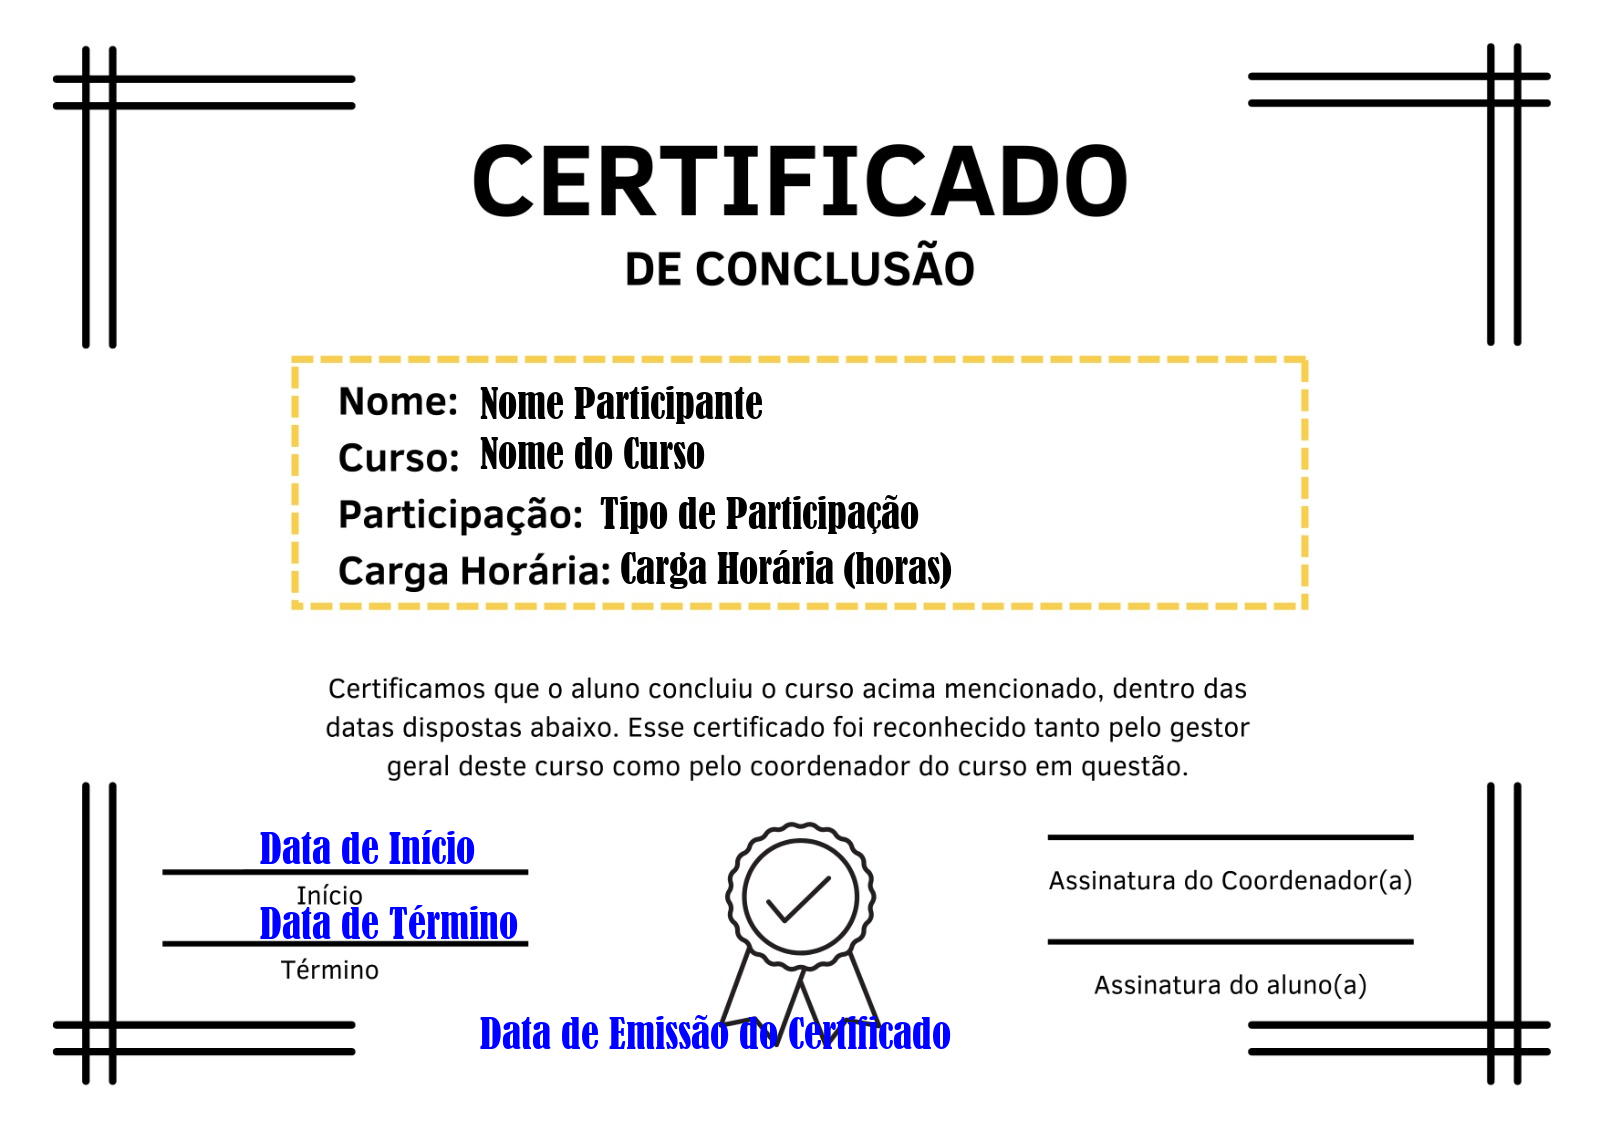 CERTIFICADO
DE CONCLUSÃO
Nome: Nome Participante
Curso: Nome do Curso
Participação: Tipo de Participação
Carga Horária: Carga Horária (horas)
Certificamos que o aluno concluiu o curso acima mencionado, dentro das
datas dispostas abaixo. Esse certificado foi reconhecido tanto pelo gestor
geral deste curso como pelo coordenador do curso em questão.
Data de Início
Início
Data de Término
Término
Assinatura do Coordenador(a)
Assinatura do aluno(a)
Data de Emissão do Certificado